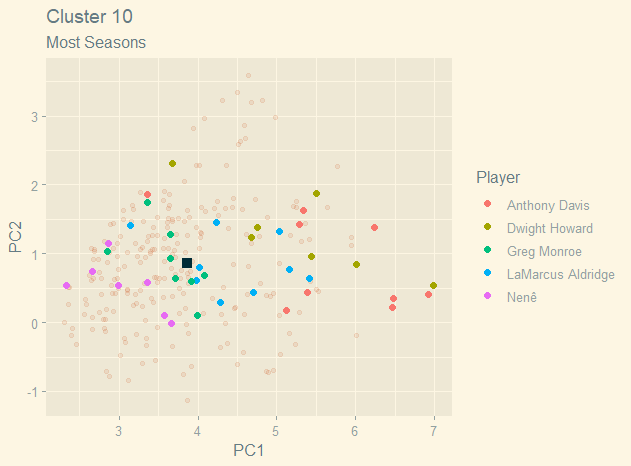 Cluster 10
Most Seasons
PC2
3
2
1
0
-1
3
4
5
6
7
PC1
Player
Anthony Davis
Dwight Howard
Greg Monroe
LaMarcus Aldridge
Nenê